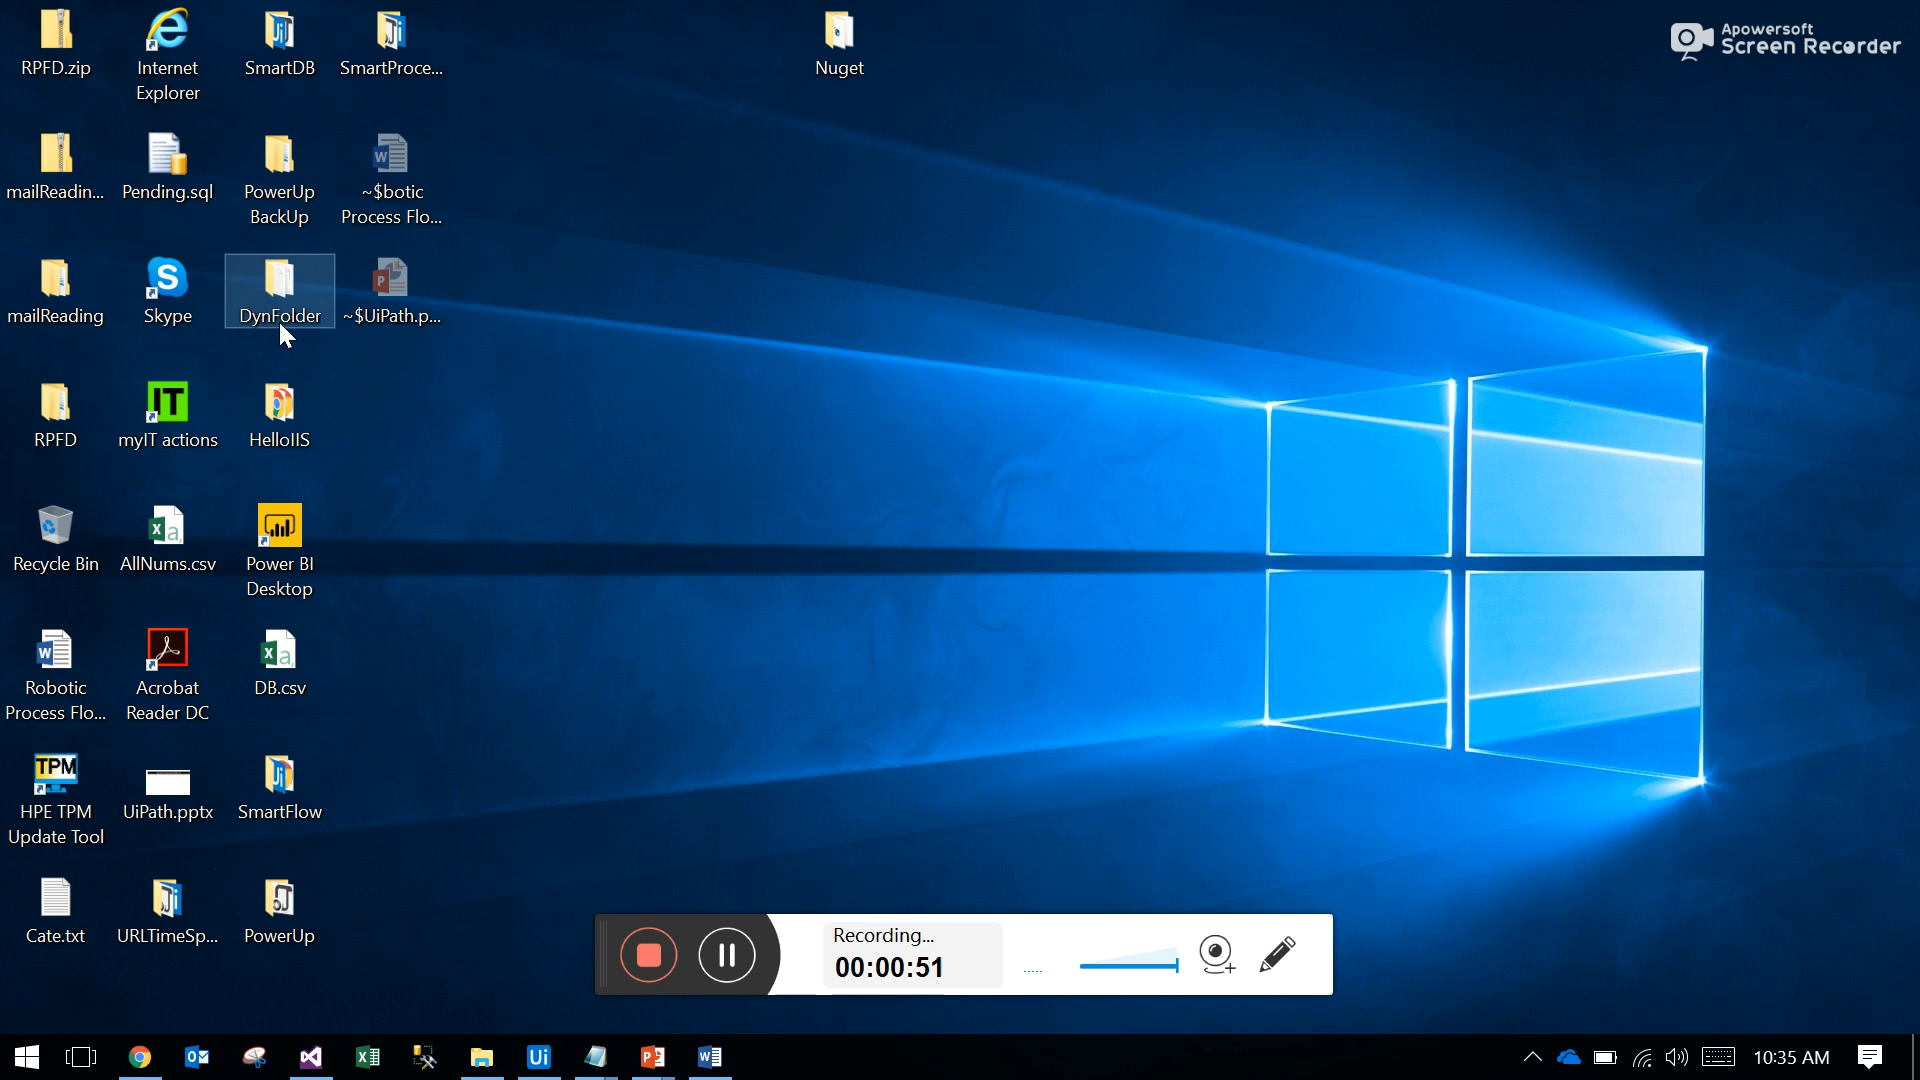 RPFD.zip
Internet
Explorer
SmartDB
SmartProce...
Nuget
Apowersoft
Screen Recorder
mailReadin...
Pending.sql
PowerUp
BackUp
~$botic
Process Flo...
mailReading
Skype
DynFolder
~$UiPath.p...
RPFD
IT
myIT actions
HelloIIS
Recycle Bin
AllNums.csv
Power BI
Desktop
Robotic
Process Flo...
Acrobat
Reader DC
DB.csv
TPM
HPE TPM
Update Tool
UiPath.pptx
SmartFlow
Cate.txt
URLTimeSp...
PowerUp
Recording...
00:00:51
Ui
10:35 AM